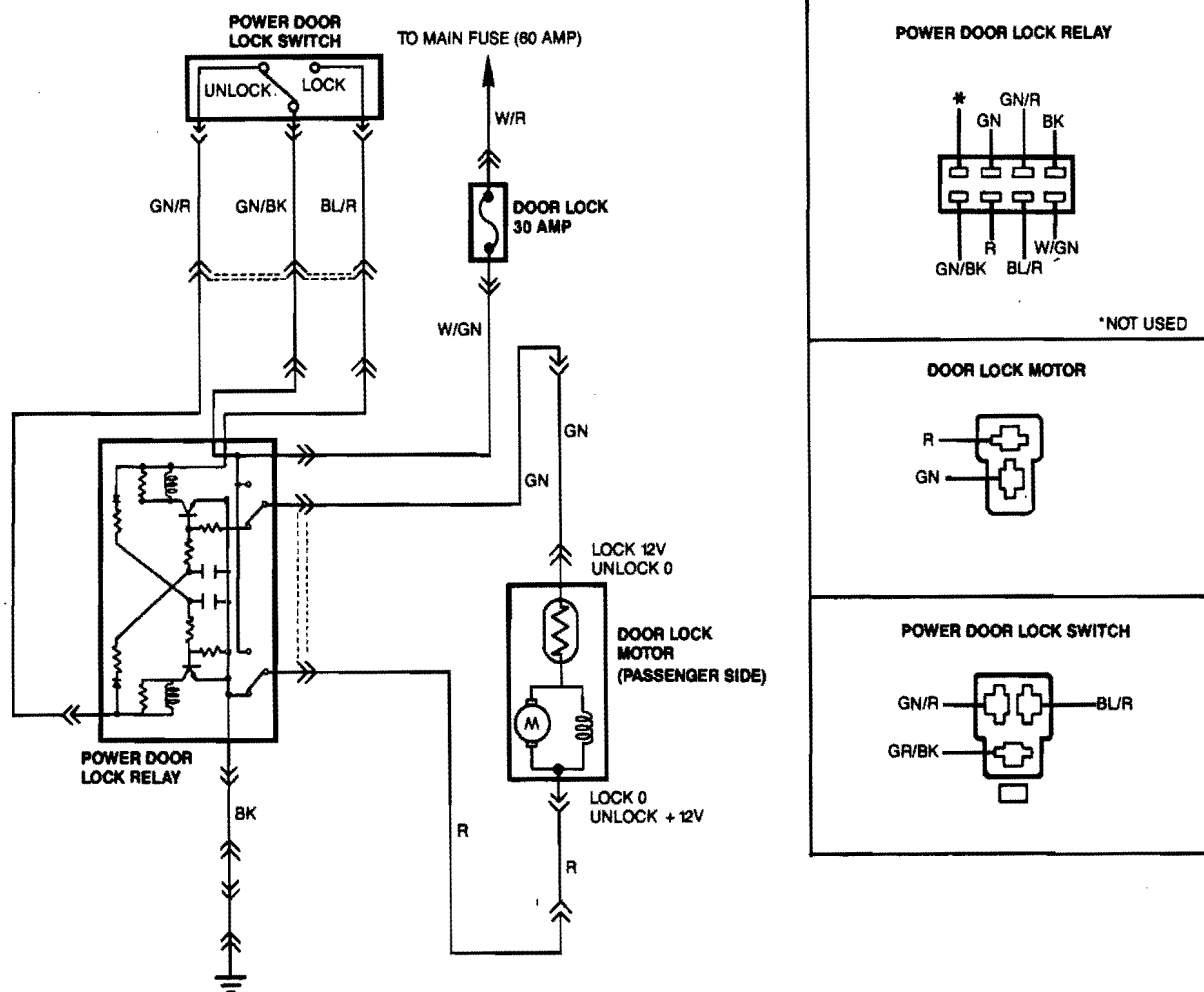 POWER DOOR
LOCK SWITCH
TO MAIN FUSE (60 AMP)
UNLOCK
LOCK
W/R
GN/R
GN/BK
BL/R
DOOR LOCK
30 AMP
W/GN
GN
GN
LOCK 12V
UNLOCK 0
DOOR LOCK
MOTOR
(PASSENGER SIDE)
M
POWER DOOR
LOCK RELAY
LOCK 0
UNLOCK + 12V
BK
R
R
POWER DOOR LOCK RELAY
*
GN/R
GN
BK
R
W/GN
GN/BK
BL/R
*NOT USED
DOOR LOCK MOTOR
R
GN
POWER DOOR LOCK SWITCH
GN/R
BL/R
GR/BK